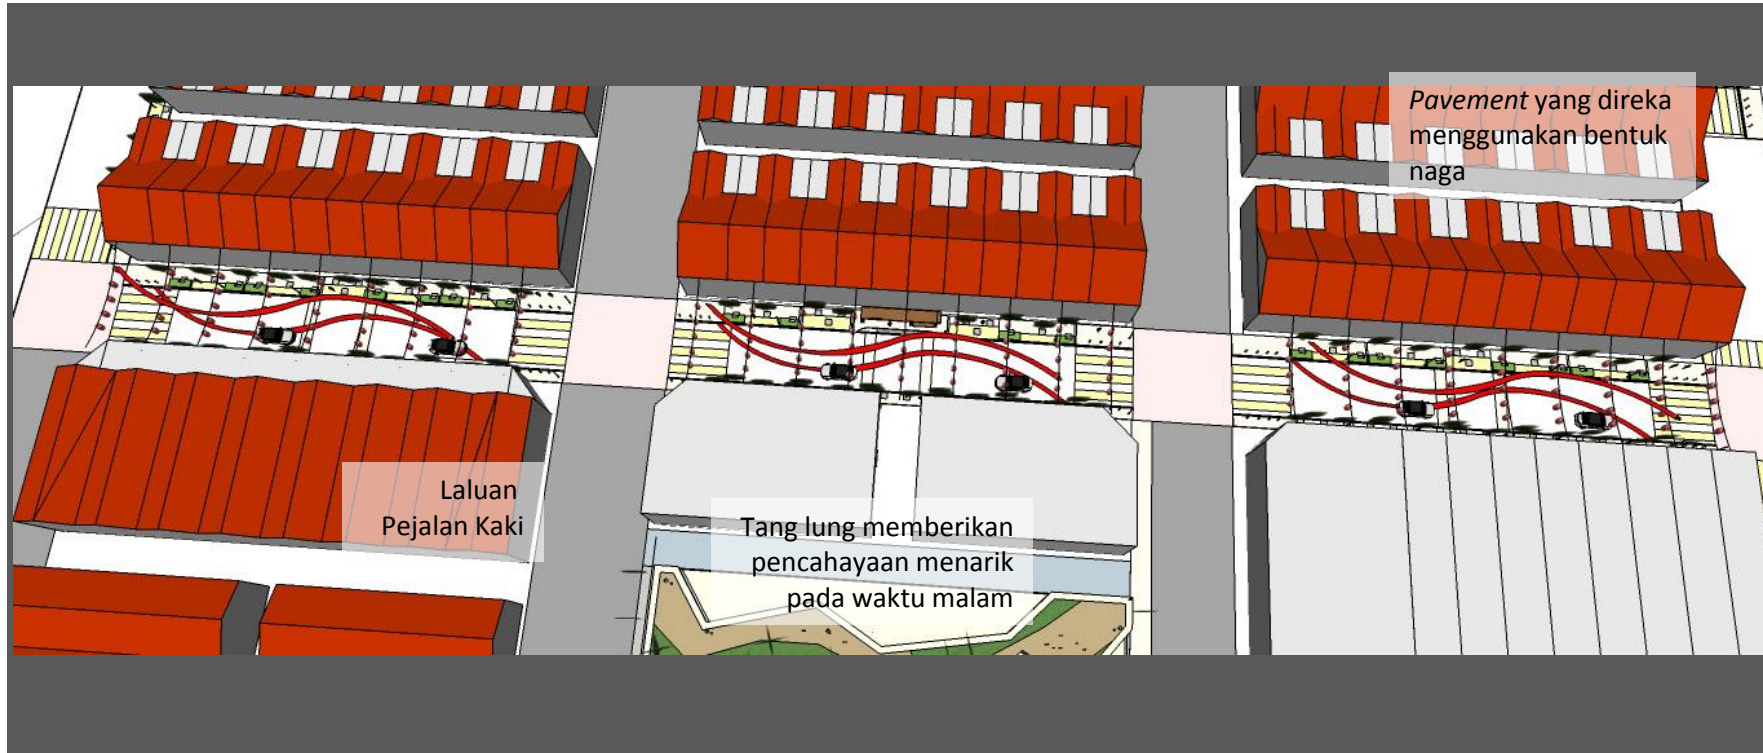 Pavement yang direka
menggunakan bentuk
naga
Laluan
Pejalan Kaki
Tang lung memberikan
pencahayaan menarik
pada waktu malam